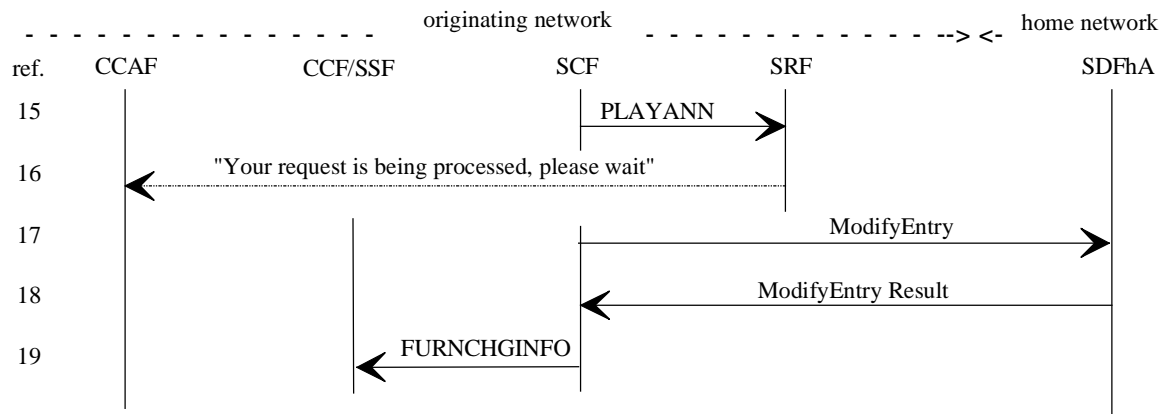 originating network
home network
ref. CCAF CCF/SSF SCF SRF SDFhA
15 PLAYANN
16 "Your request is being processed, please wait"
17 ModifyEntry
18 ModifyEntry Result
19 FURNCHGINFO